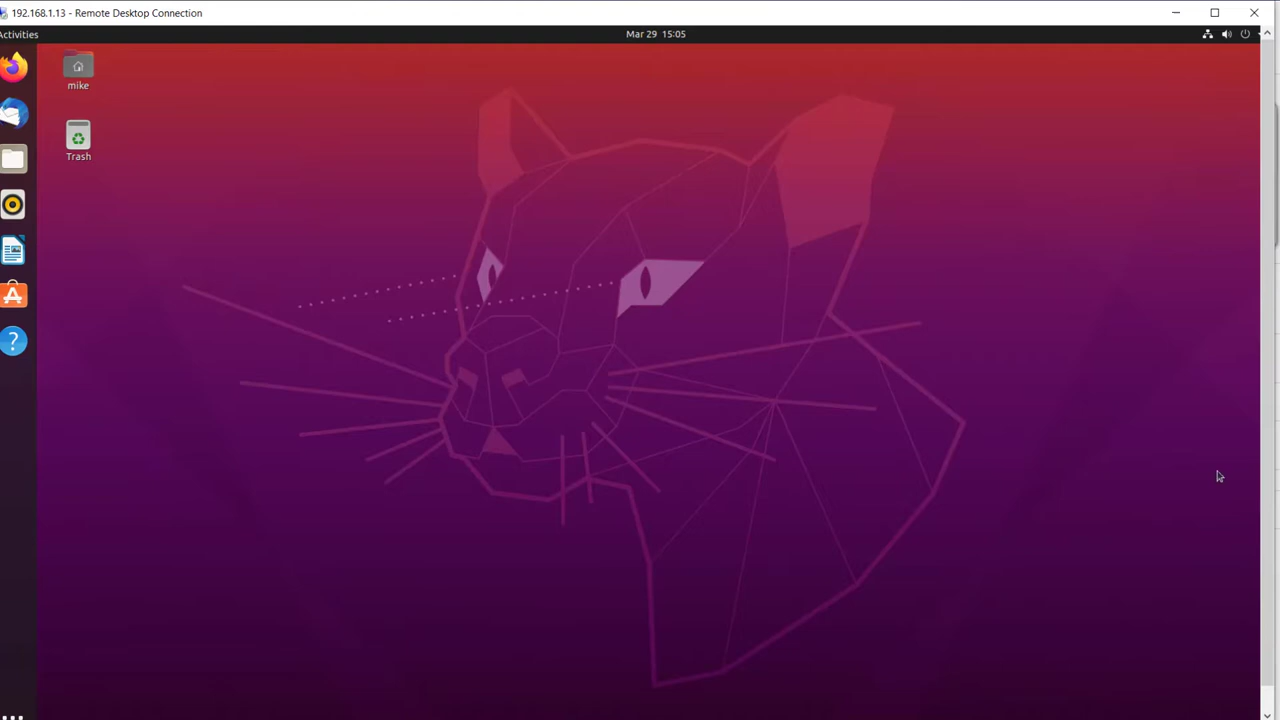 192.168.1.13 - Remote Desktop Connection
Activities
Mar 29 15:05
mike
Trash
?